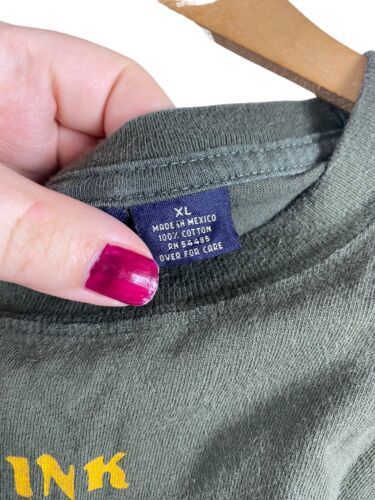 XL
MADE IN MEXICO
100% COTTON
RN 54485
OVER FOR CARE
INK